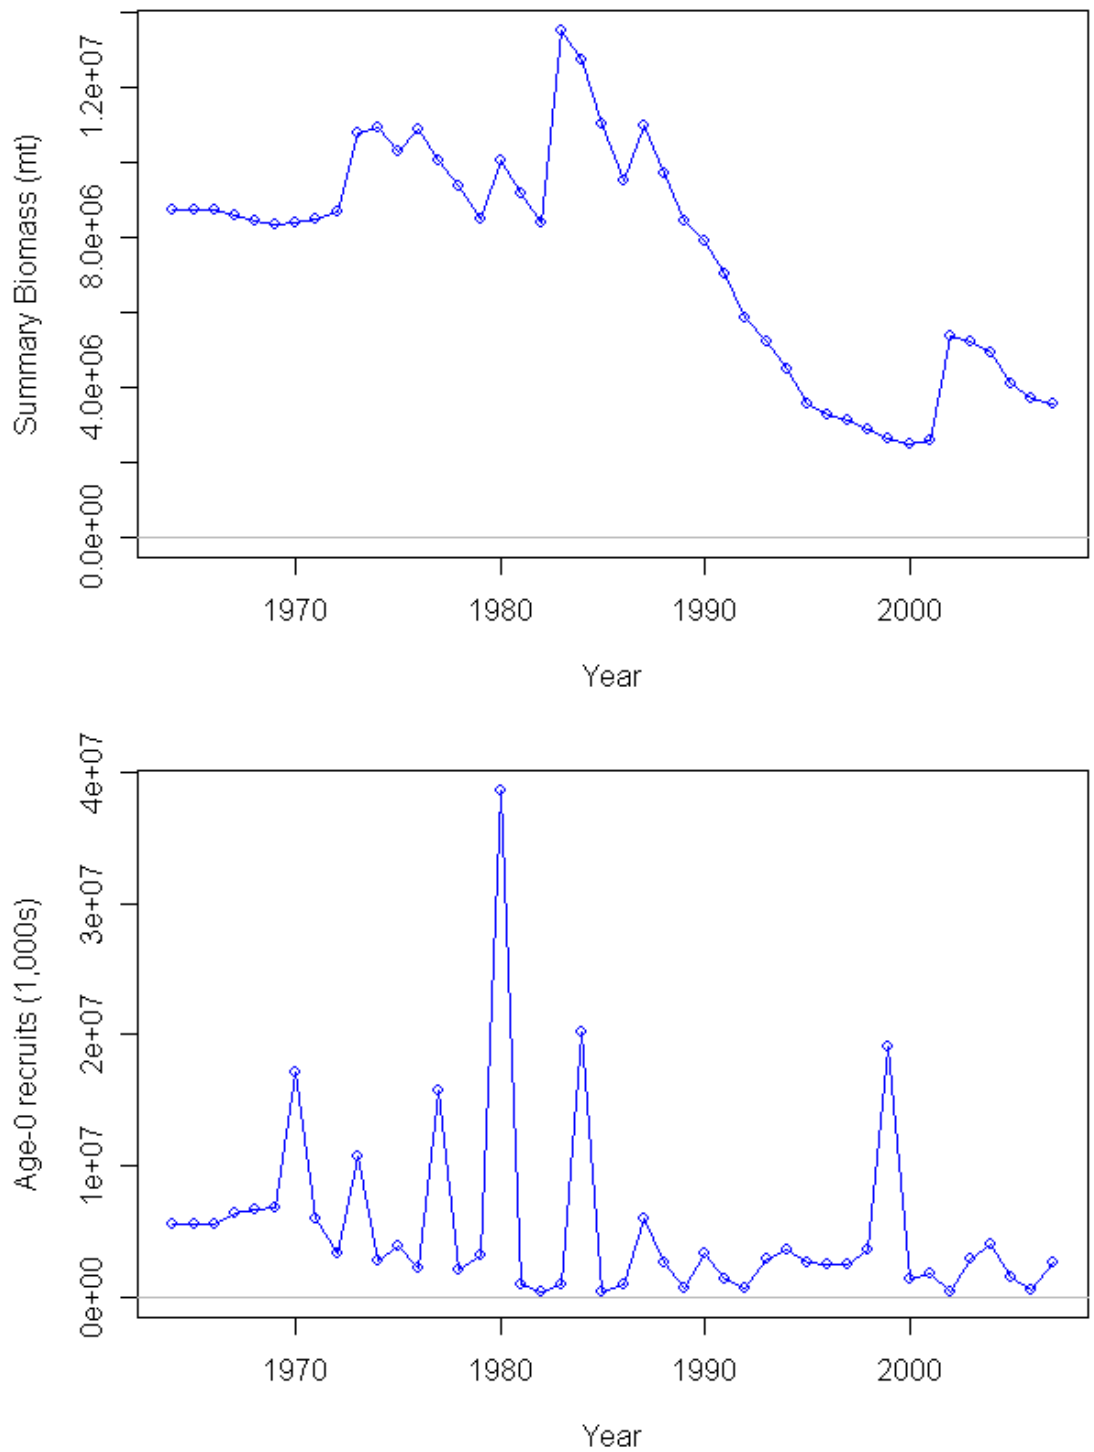 Summary Biomass (mt)
1.2e+07
8.0e+06
4.0e+06
0.0e+00
1970 1980 1990 2000
Year
Age-0 recruits (1,000s)
4e+07
3e+07
2e+07
1e+07
0e+00
1970 1980 1990 2000
Year